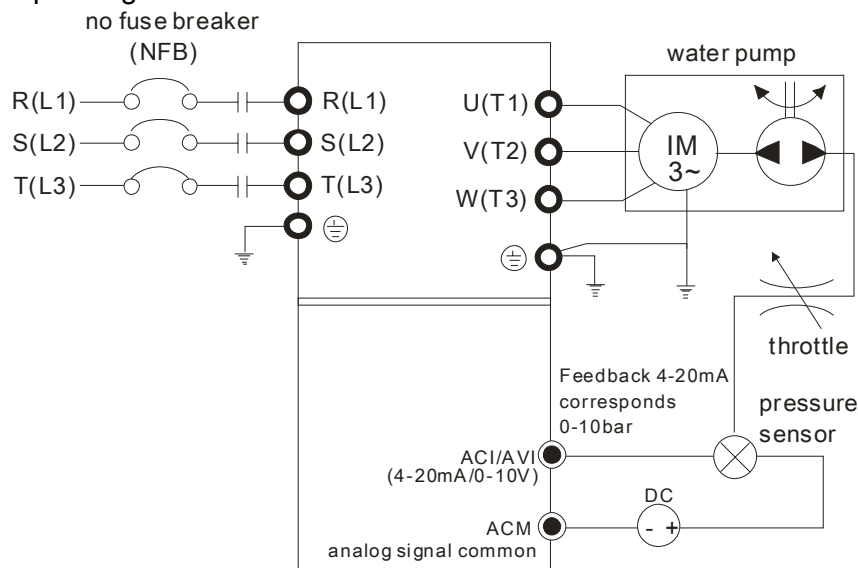 no fuse breaker
(NFB)
water pump
R(L1)
R(L1)
U(T1)
S(L2)
S(L2)
V(T2)
IM
3~
T(L3)
T(L3)
W(T3)
throttle
Feedback 4-20mA
corresponds
0-10bar
pressure
sensor
ACI/AVI
(4-20mA/0-10V)
DC
- +
ACM
analog signal common